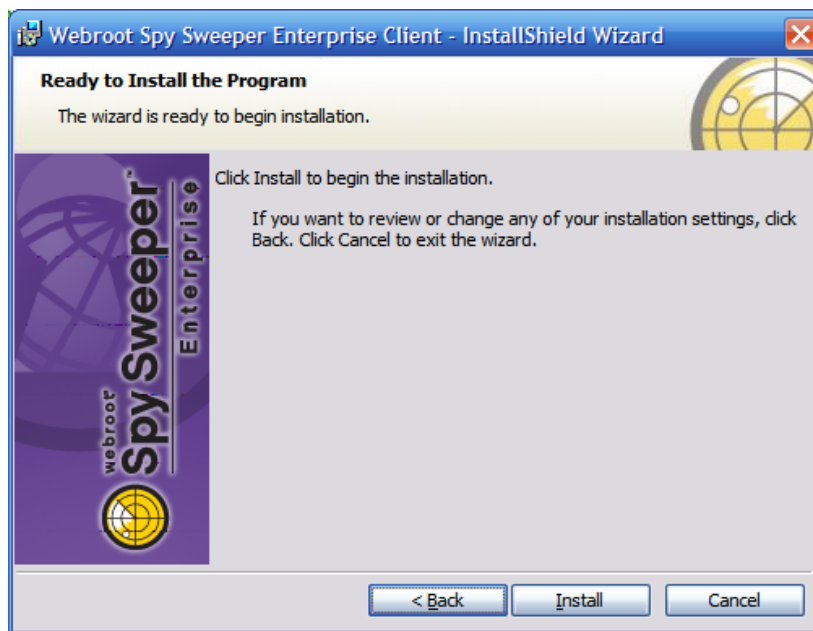 Webroot Spy Sweeper Enterprise Client - InstallShield Wizard
Ready to Install the Program
The wizard is ready to begin installation.
webroot
Spy Sweeper™
Enterprise
Click Install to begin the installation.
If you want to review or change any of your installation settings, click
Back. Click Cancel to exit the wizard.
< Back
Install
Cancel